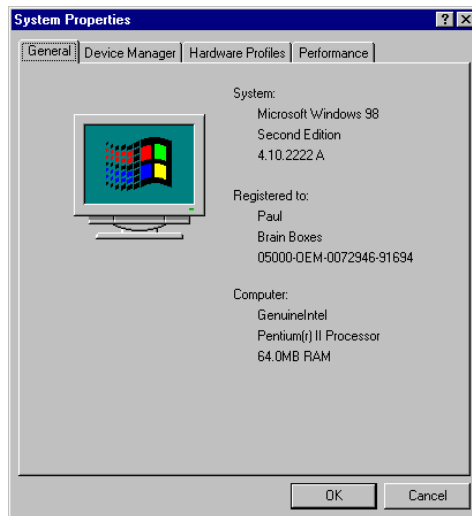 System Properties
General Device Manager Hardware Profiles Performance
System:
Microsoft Windows 98
Second Edition
4.10.2222 A
Registered to:
Paul
Brain Boxes
05000-OEM-0072946-91694
Computer:
GenuineIntel
Pentium(r) II Processor
64.0MB RAM
OK Cancel